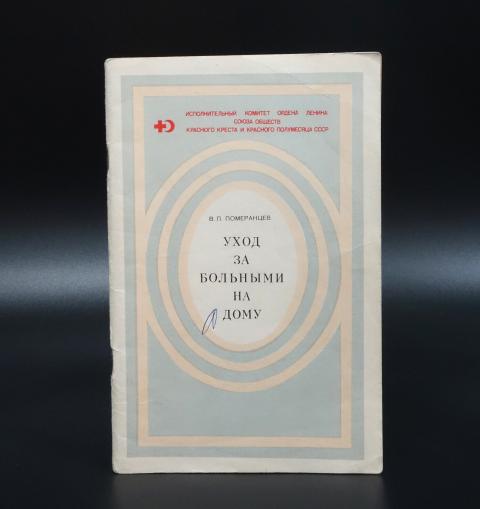 ИСПОЛНИТЕЛЬНЫЙ КОМИТЕТ ОРДЕНА ЛЕНИНА
СОЮЗА ОБЩЕСТВ
КРАСНОГО КРЕСТА И КРАСНОГО ПОЛУМЕСЯЦА СССР
В. П. ПОМЕРАНЦЕВ
УХОД
ЗА
БОЛЬНЫМИ
НА
ДОМУ